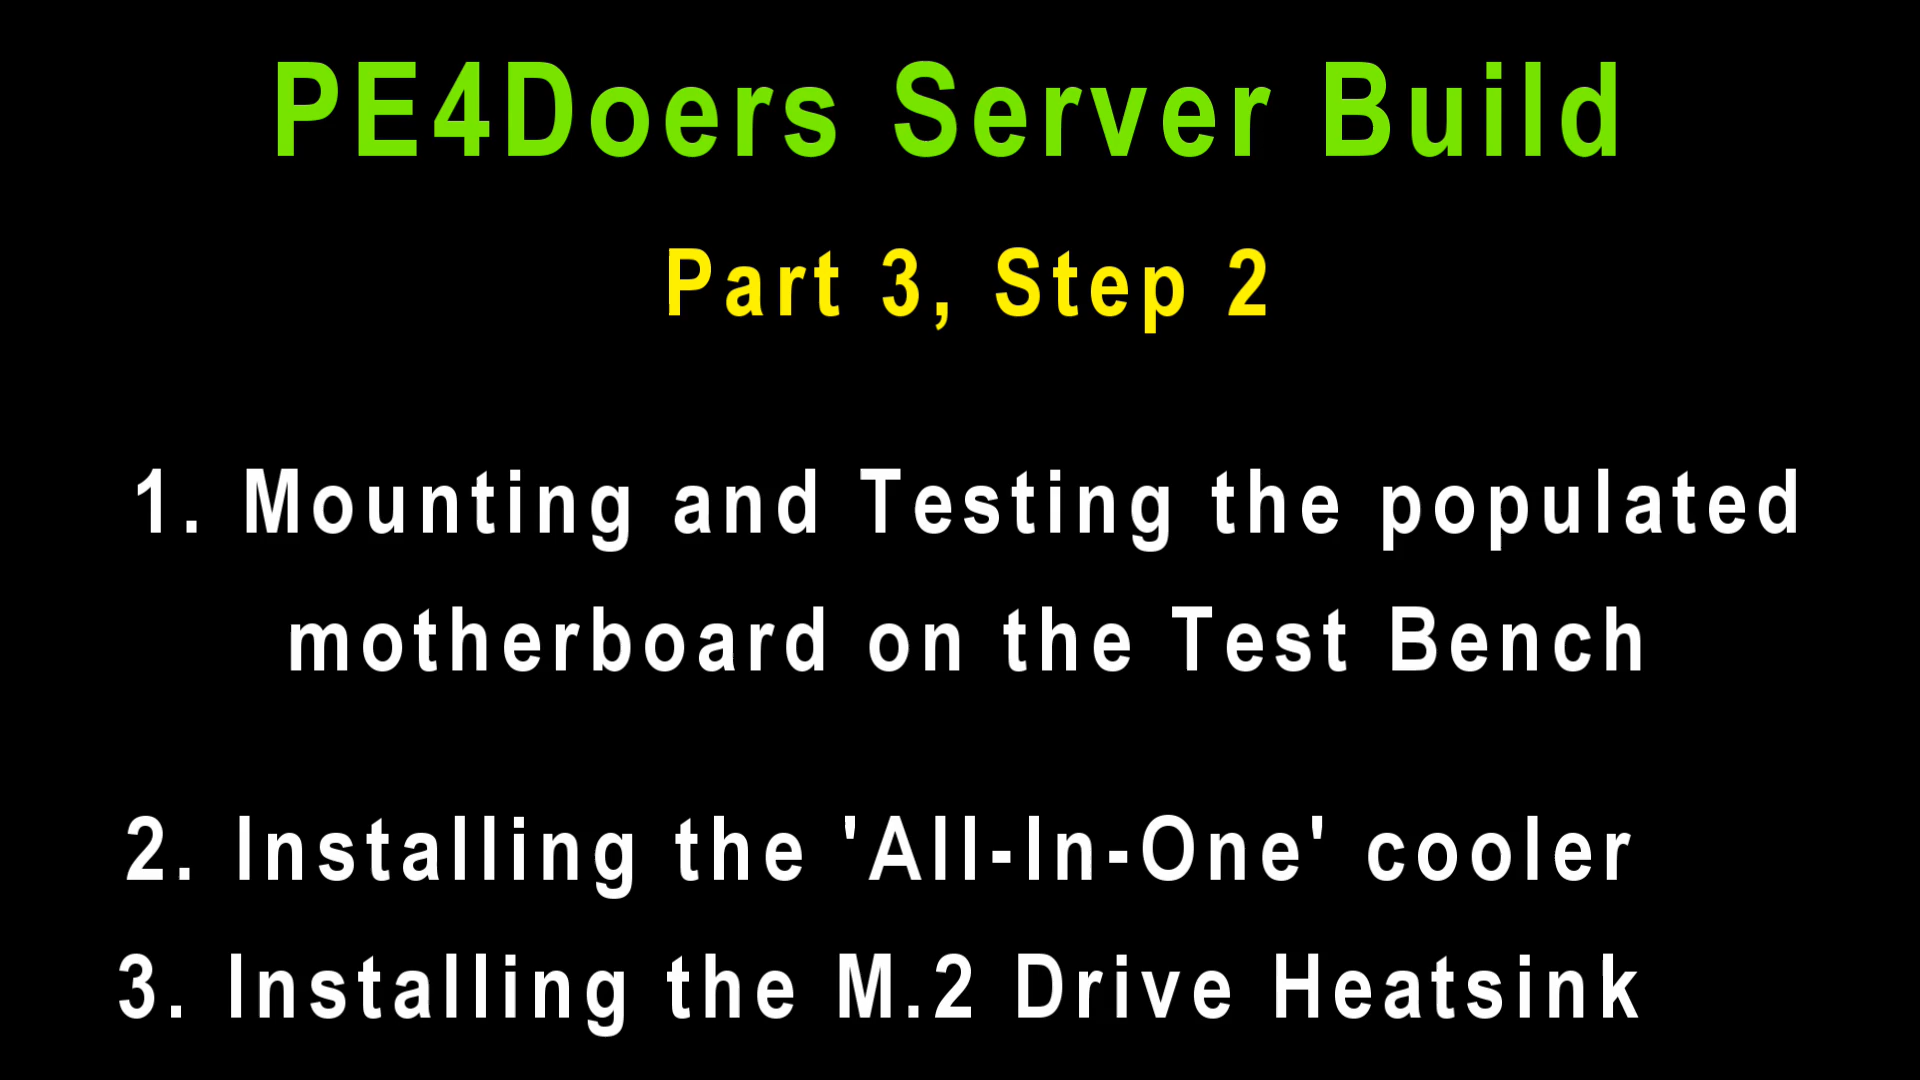 PE4Doers Server Build
Part 3, Step 2
1. Mounting and Testing the populated
motherboard on the Test Bench
2. Installing the 'All-In-One' cooler
3. Installing the M.2 Drive Heatsink